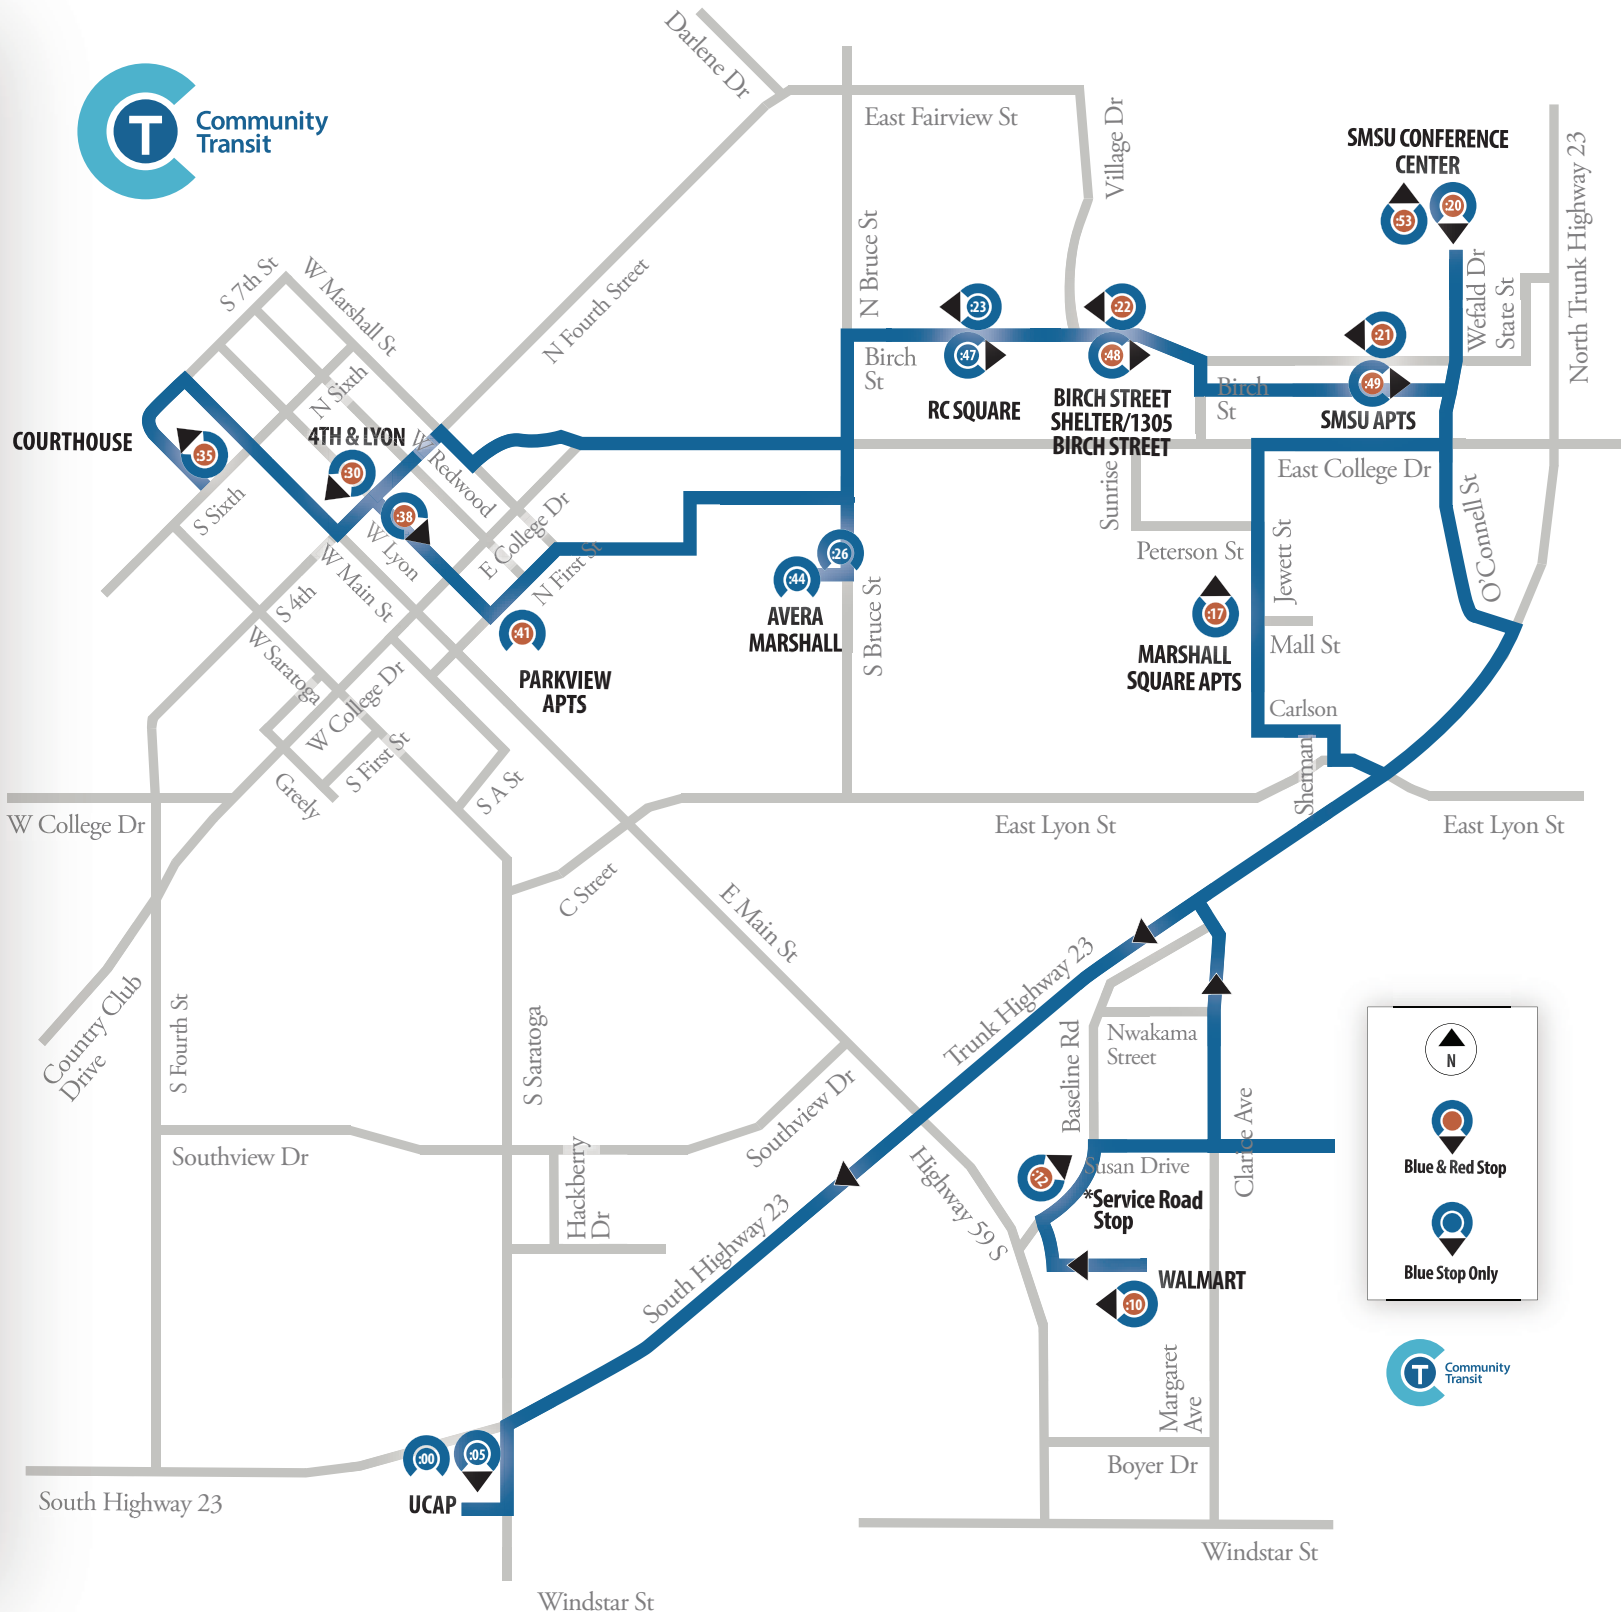 Community
Transit
T
Darlene Dr
East Fairview St
Village Dr
SMSU CONFERENCE
CENTER
:53
:20
North Trunk Highway 23
Wefald Dr
State St
N Bruce St
N Fourth Street
S 7th St
W Marshall St
N Sixth
:23
:47
Birch
St
RC SQUARE
:22
:48
BIRCH STREET
SHELTER/1305
BIRCH STREET
:21
:49
Birch
St
SMSU APTS
COURTHOUSE
:35
4TH & LYON
:30
:38
W Redwood
S Sixth
W Lyon
E College Dr
N First St
W Main St
S 4th
W Saratoga
W College Dr
S First St
Greely
S A St
:41
PARKVIEW
APTS
:44
:26
AVERA
MARSHALL
S Bruce St
East College Dr
Sunrise
Peterson St
Jewett St
O'Connell St
:17
MARSHALL
SQUARE APTS
Mall St
Carlson
Sherman
W College Dr
East Lyon St
East Lyon St
C Street
E Main St
Country Club
Drive
S Fourth St
S Saratoga
Trunk Highway 23
Nwakama
Street
Baseline Rd
Clarice Ave
Southview Dr
Southview Dr
Hackberry
Dr
Highway 59 S
Susan Drive
:12
*Service Road
Stop
WALMART
:10
South Highway 23
Margaret
Ave
Boyer Dr
:00
:05
UCAP
South Highway 23
Windstar St
Windstar St
N
Blue & Red Stop
Blue Stop Only
T
Community
Transit